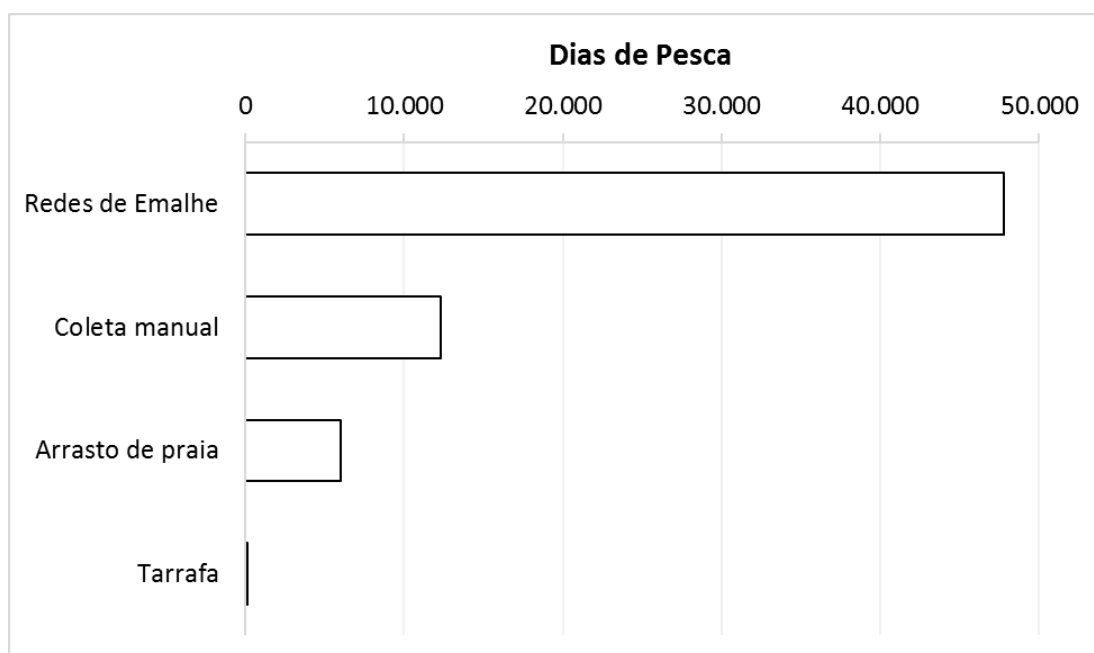 Dias de Pesca
0 10.000 20.000 30.000 40.000 50.000
Redes de Emalhe
Coleta manual
Arrasto de praia
Tarrafa